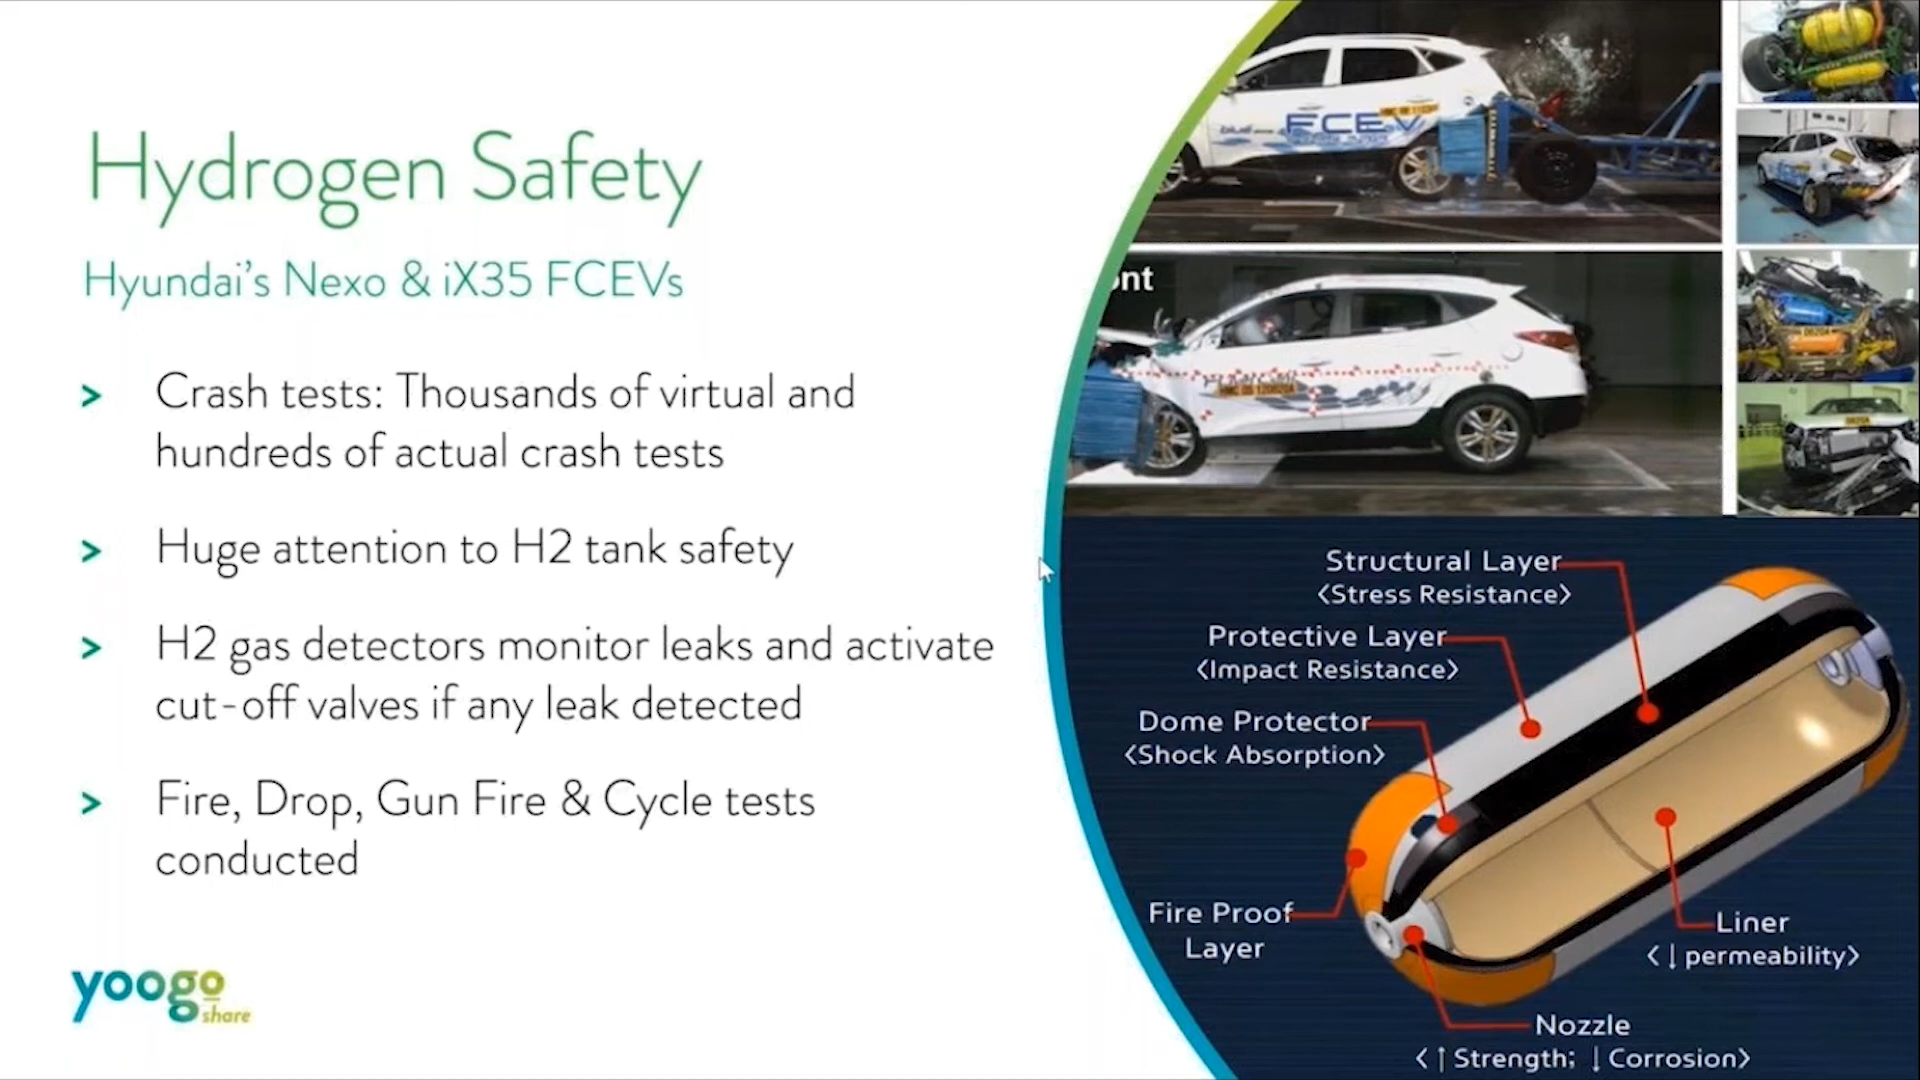 Hydrogen Safety
Hyundai's Nexo & iX35 FCEVs
> Crash tests: Thousands of virtual and
hundreds of actual crash tests
> Huge attention to H2 tank safety
> H2 gas detectors monitor leaks and activate
cut-off valves if any leak detected
> Fire, Drop, Gun Fire & Cycle tests
conducted
yoogo
share
FCEV
ont
Structural Layer
<Stress Resistance>
Protective Layer
<Impact Resistance>
Dome Protector
<Shock Absorption>
Fire Proof
Layer
Liner
<↓ permeability>
Nozzle
<↑ Strength; ↓ Corrosion>